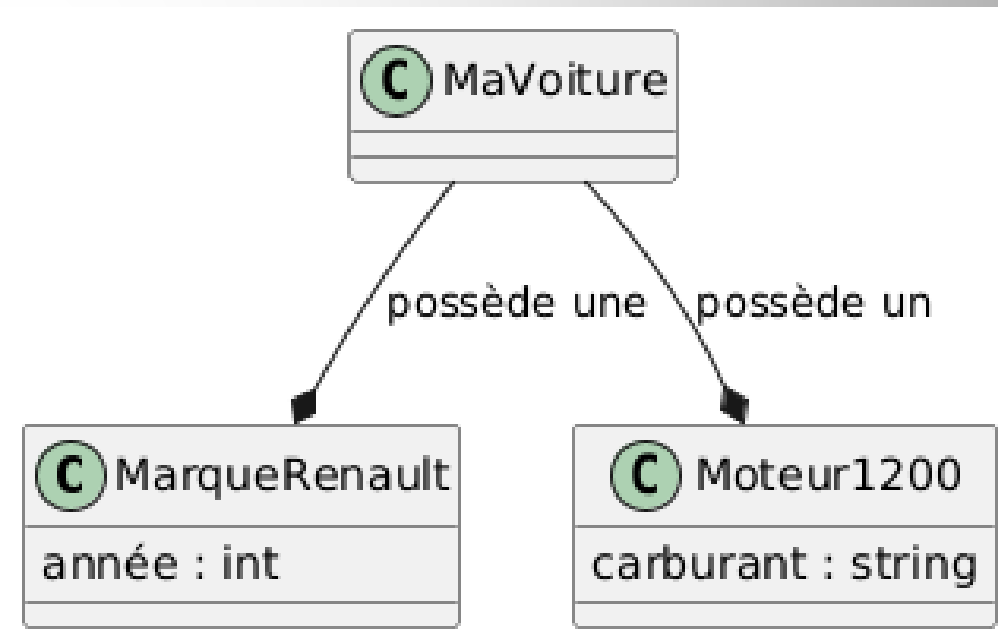 C MaVoiture
possède une
possède un
C MarqueRenault
année : int
C Moteur1200
carburant : string